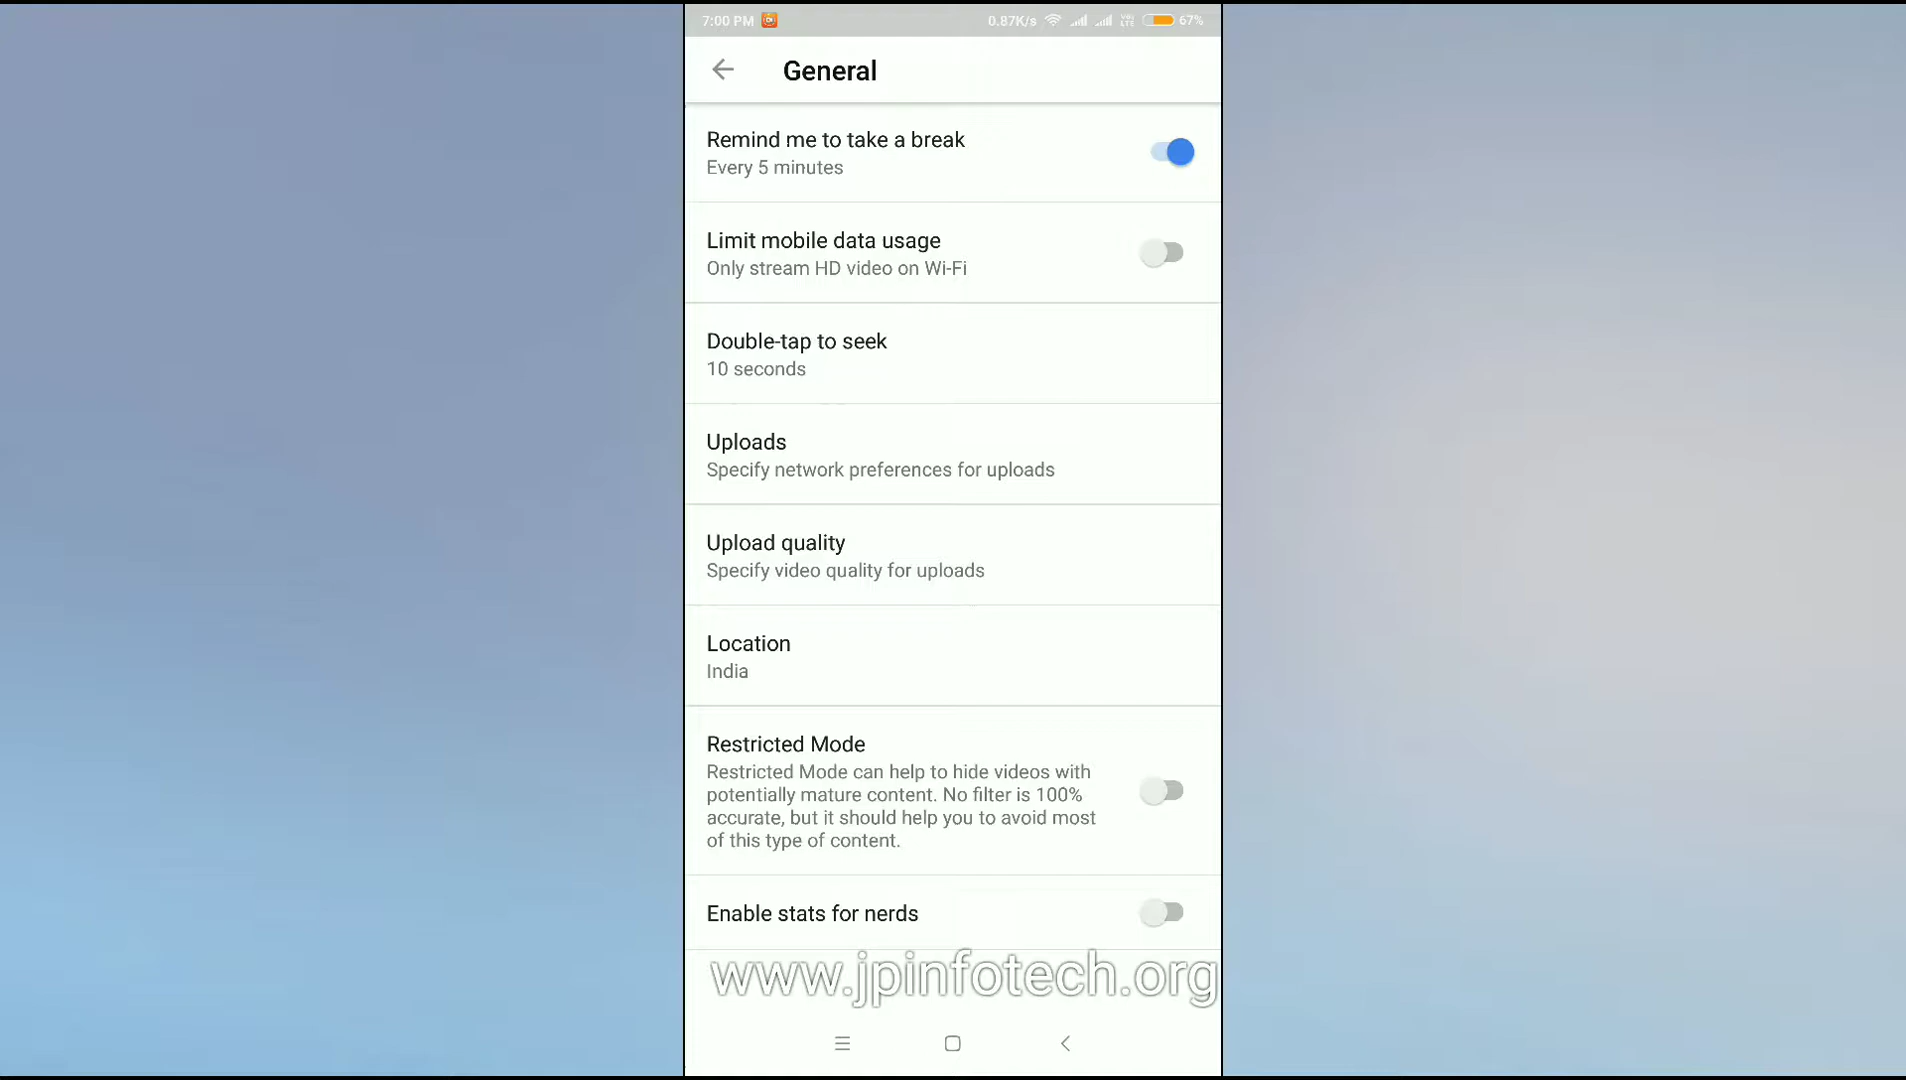 7:00 PM 0.87K/s VoLTE 67%
General
Remind me to take a break
Every 5 minutes
Limit mobile data usage
Only stream HD video on Wi-Fi
Double-tap to seek
10 seconds
Uploads
Specify network preferences for uploads
Upload quality
Specify video quality for uploads
Location
India
Restricted Mode
Restricted Mode can help to hide videos with
potentially mature content. No filter is 100%
accurate, but it should help you to avoid most
of this type of content.
Enable stats for nerds
www.jpinfotech.org